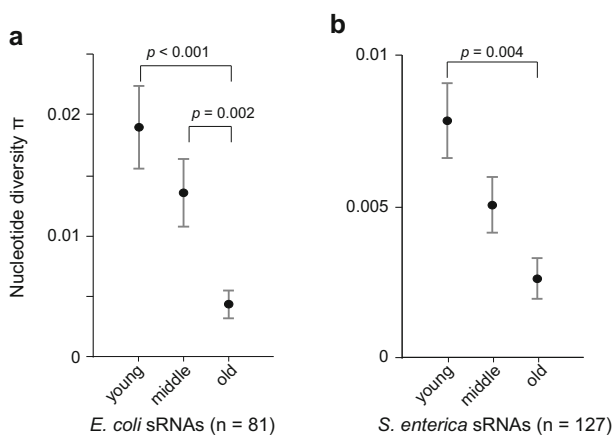 a
b
p < 0.001
p = 0.002
p = 0.004
Nucleotide diversity π
0.02
0.01
0
0.01
0.005
0
young
middle
old
young
middle
old
E. coli sRNAs (n = 81)
S. enterica sRNAs (n = 127)